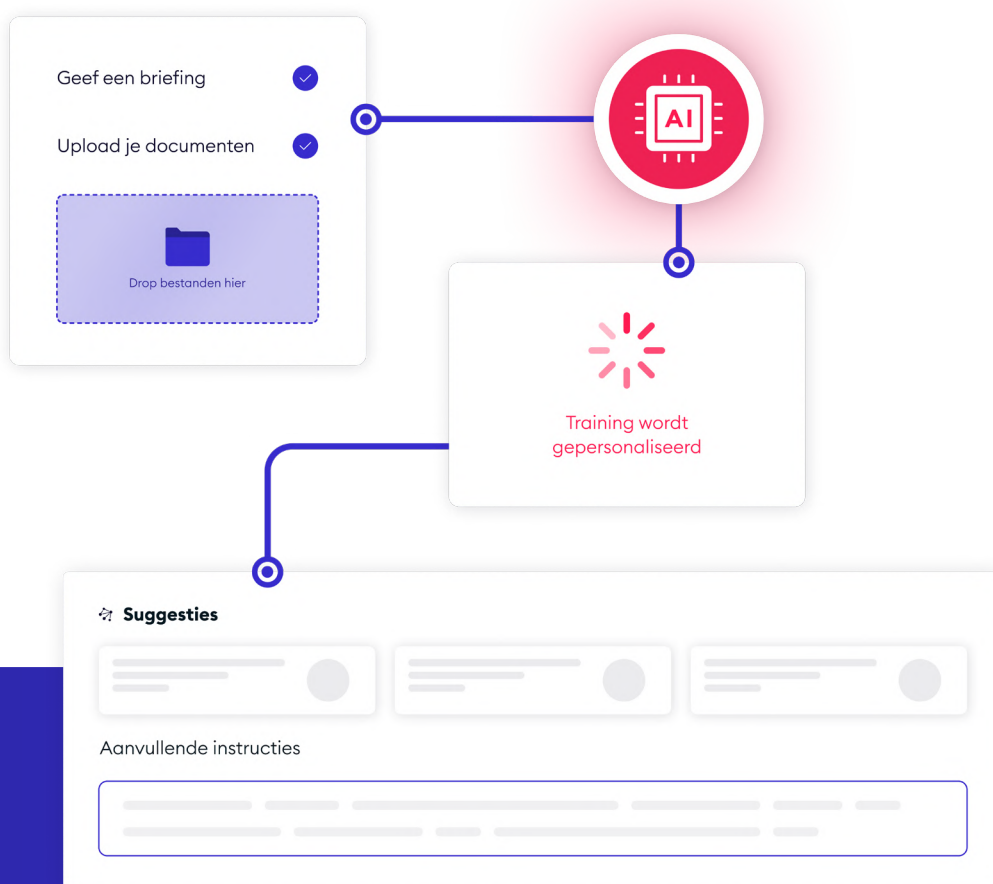 Geef een briefing
Upload je documenten
Drop bestanden hier
AI
Training wordt
gepersonaliseerd
Suggesties
Aanvullende instructies